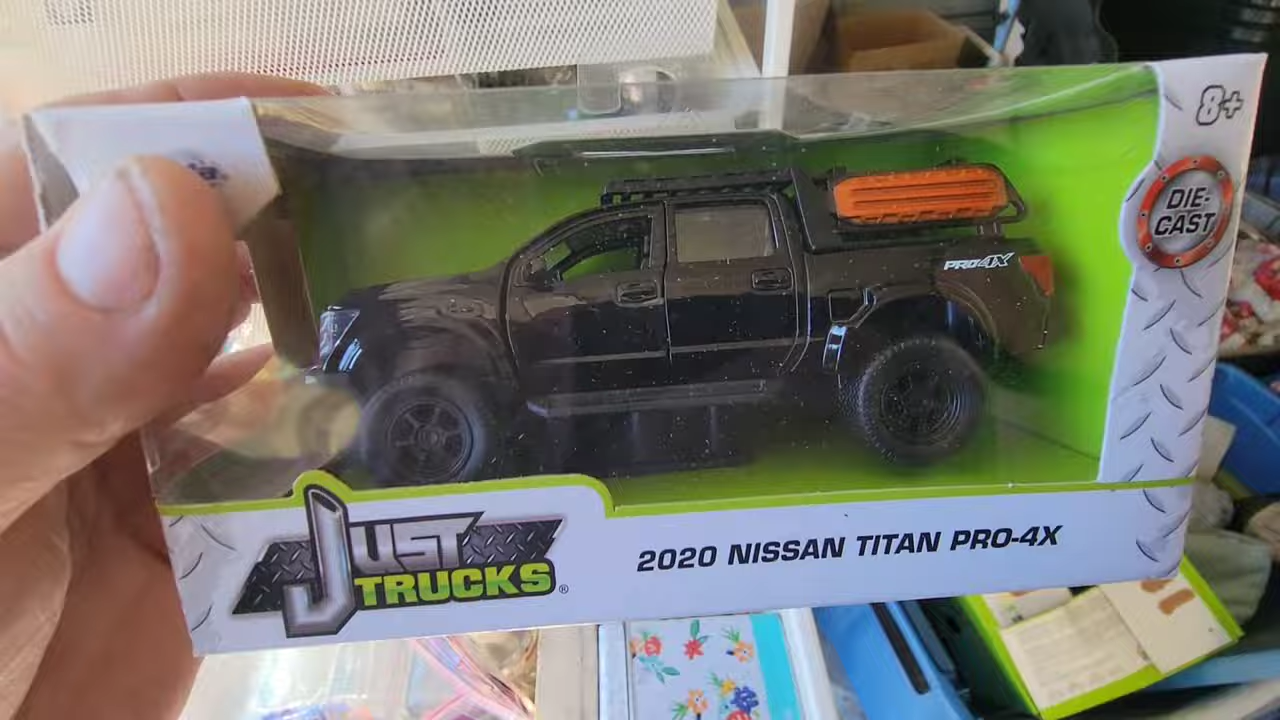 8+
DIE-
CAST
PRO4X
JUST
TRUCKS®
2020 NISSAN TITAN PRO-4X